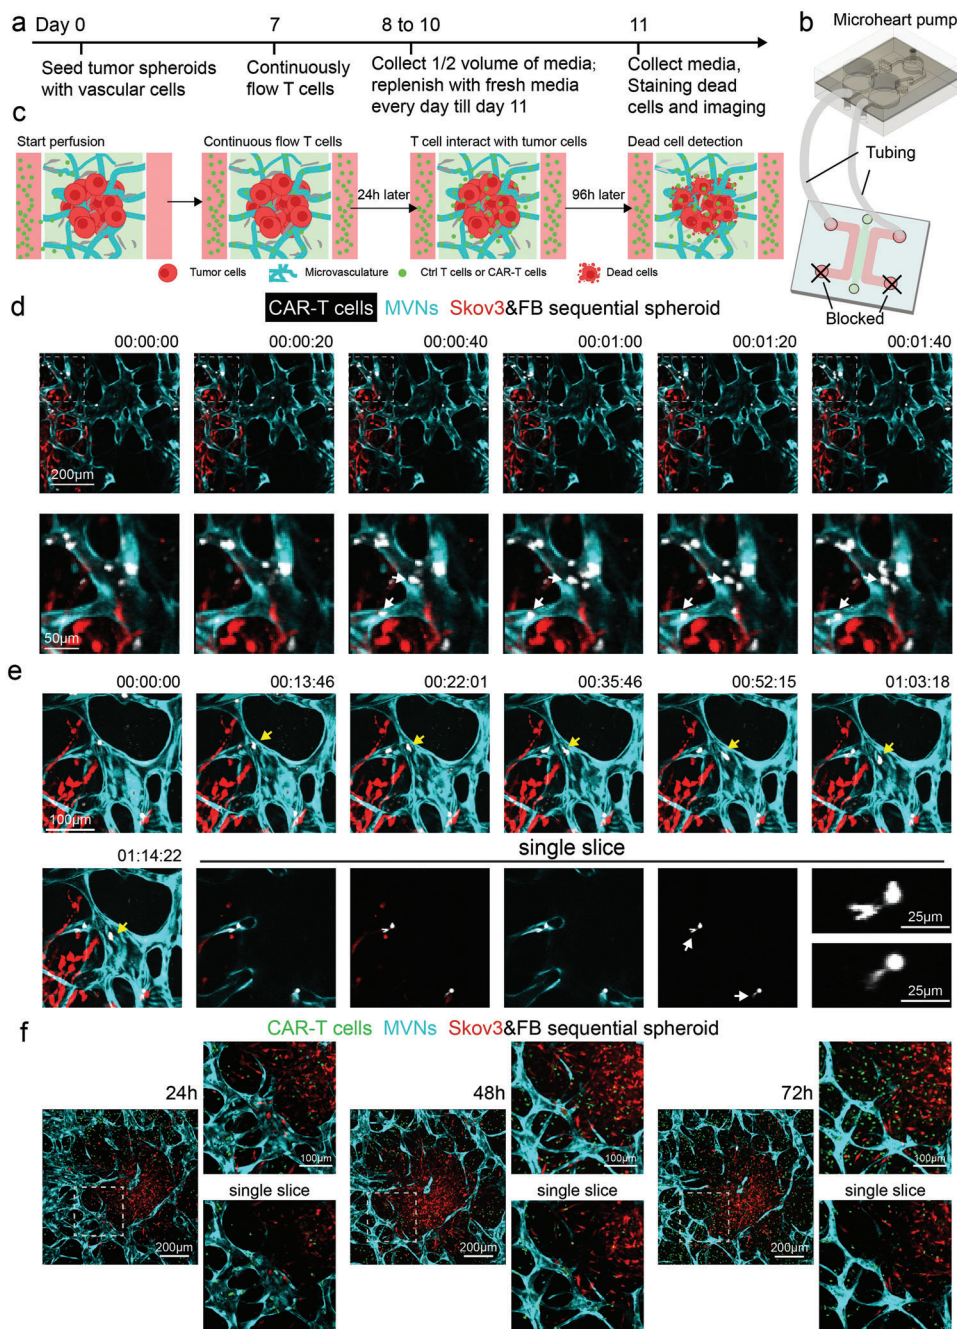 a
Day 0
7
8 to 10
11
Seed tumor spheroids
with vascular cells
Continuously
flow T cells
Collect 1/2 volume of media;
replenish with fresh media
every day till day 11
Collect media,
Staining dead
cells and imaging
b
Microheart pump
Tubing
Blocked
c
Start perfusion
Continuous flow T cells
T cell interact with tumor cells
Dead cell detection
24h later
96h later
Tumor cells
Microvasculature
Ctrl T cells or CAR-T cells
Dead cells
d
CAR-T cells MVNs Skov3&FB sequential spheroid
00:00:00
00:00:20
00:00:40
00:01:00
00:01:20
00:01:40
200μm
50μm
e
00:00:00
00:13:46
00:22:01
00:35:46
00:52:15
01:03:18
100μm
01:14:22
single slice
25μm
25μm
f
CAR-T cells MVNs Skov3&FB sequential spheroid
24h
48h
72h
100μm
100μm
100μm
single slice
single slice
single slice
200μm
200μm
200μm